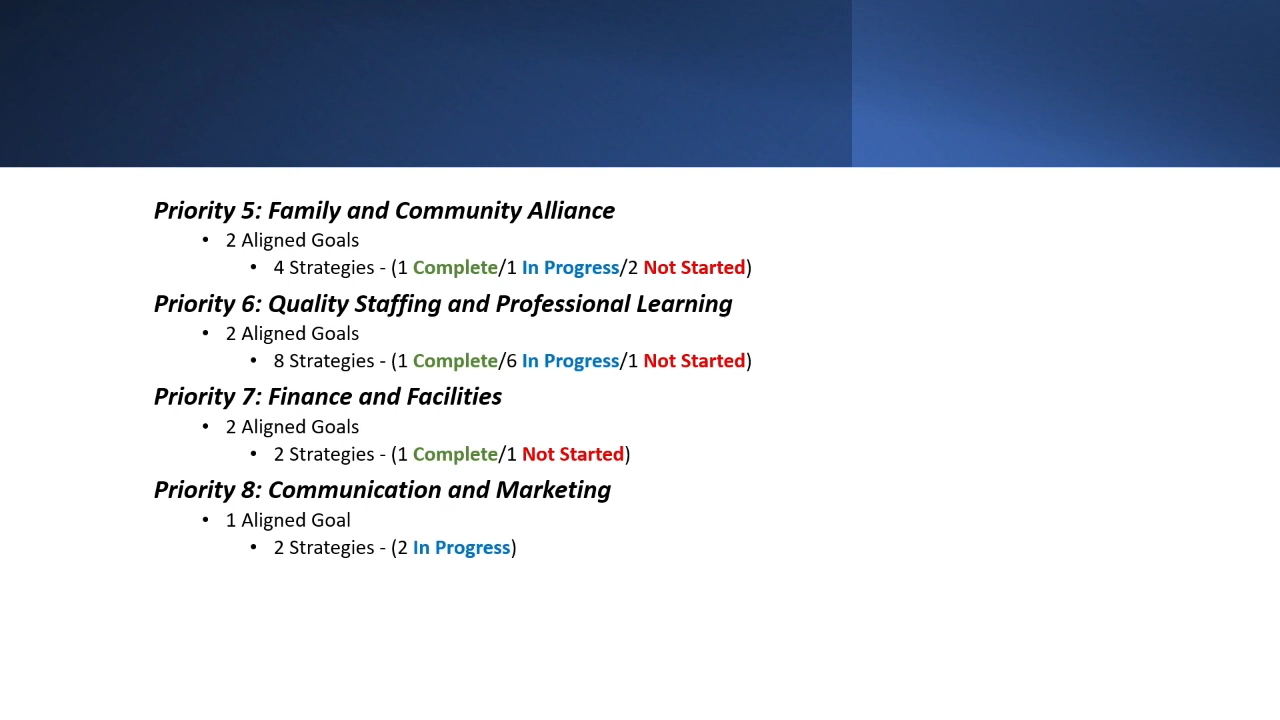 Priority 5: Family and Community Alliance
• 2 Aligned Goals
• 4 Strategies - (1 Complete/1 In Progress/2 Not Started)
Priority 6: Quality Staffing and Professional Learning
• 2 Aligned Goals
• 8 Strategies - (1 Complete/6 In Progress/1 Not Started)
Priority 7: Finance and Facilities
• 2 Aligned Goals
• 2 Strategies - (1 Complete/1 Not Started)
Priority 8: Communication and Marketing
• 1 Aligned Goal
• 2 Strategies - (2 In Progress)